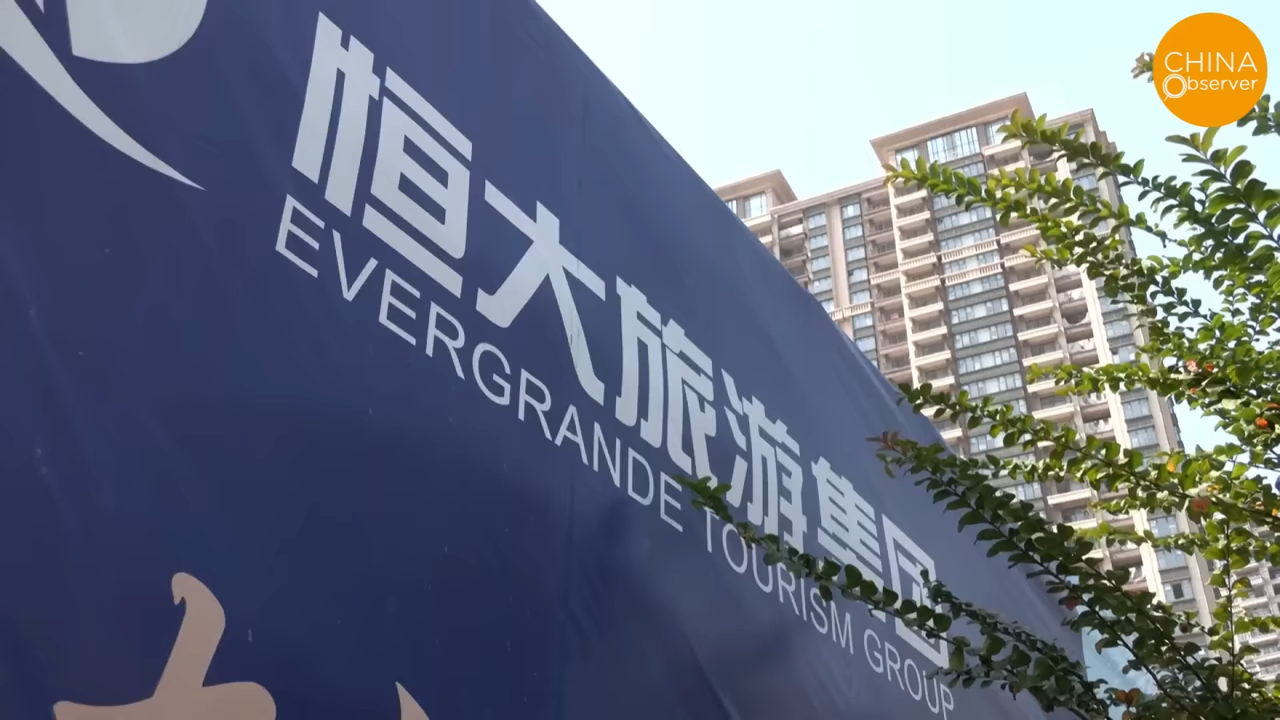 恒大旅游集团
EVERGRANDE TOURISM GROUP
CHINA
Observer